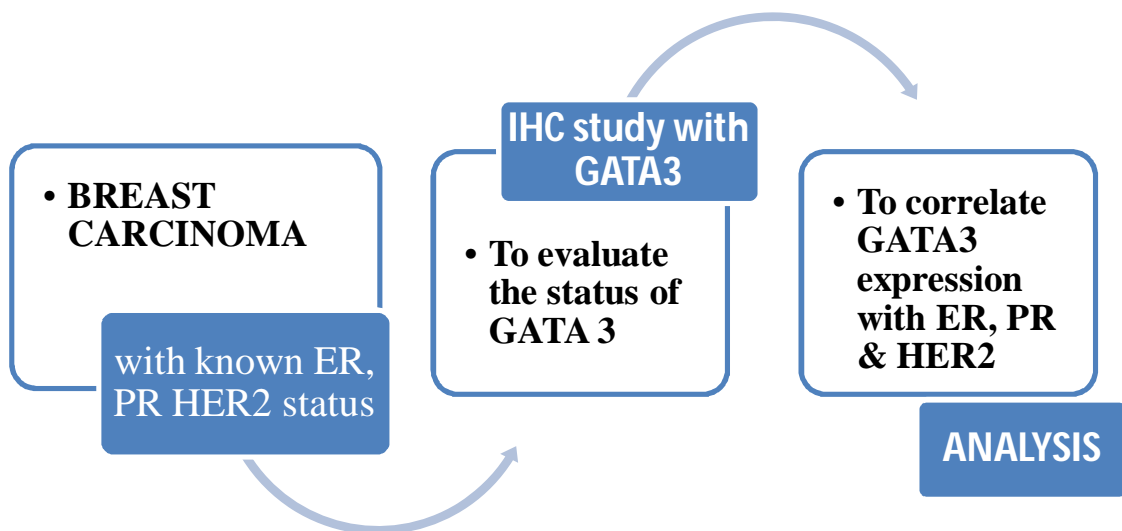 • BREAST
CARCINOMA
with known ER,
PR HER2 status
IHC study with
GATA3
• To evaluate
the status of
GATA 3
• To correlate
GATA3
expression
with ER, PR
& HER2
ANALYSIS